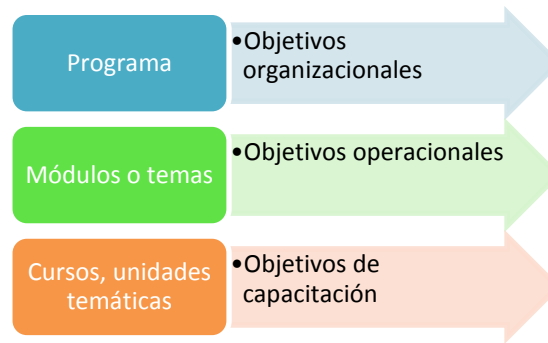 Programa
•Objetivos
organizacionales
Módulos o temas
•Objetivos operacionales
Cursos, unidades
temáticas
•Objetivos de
capacitación